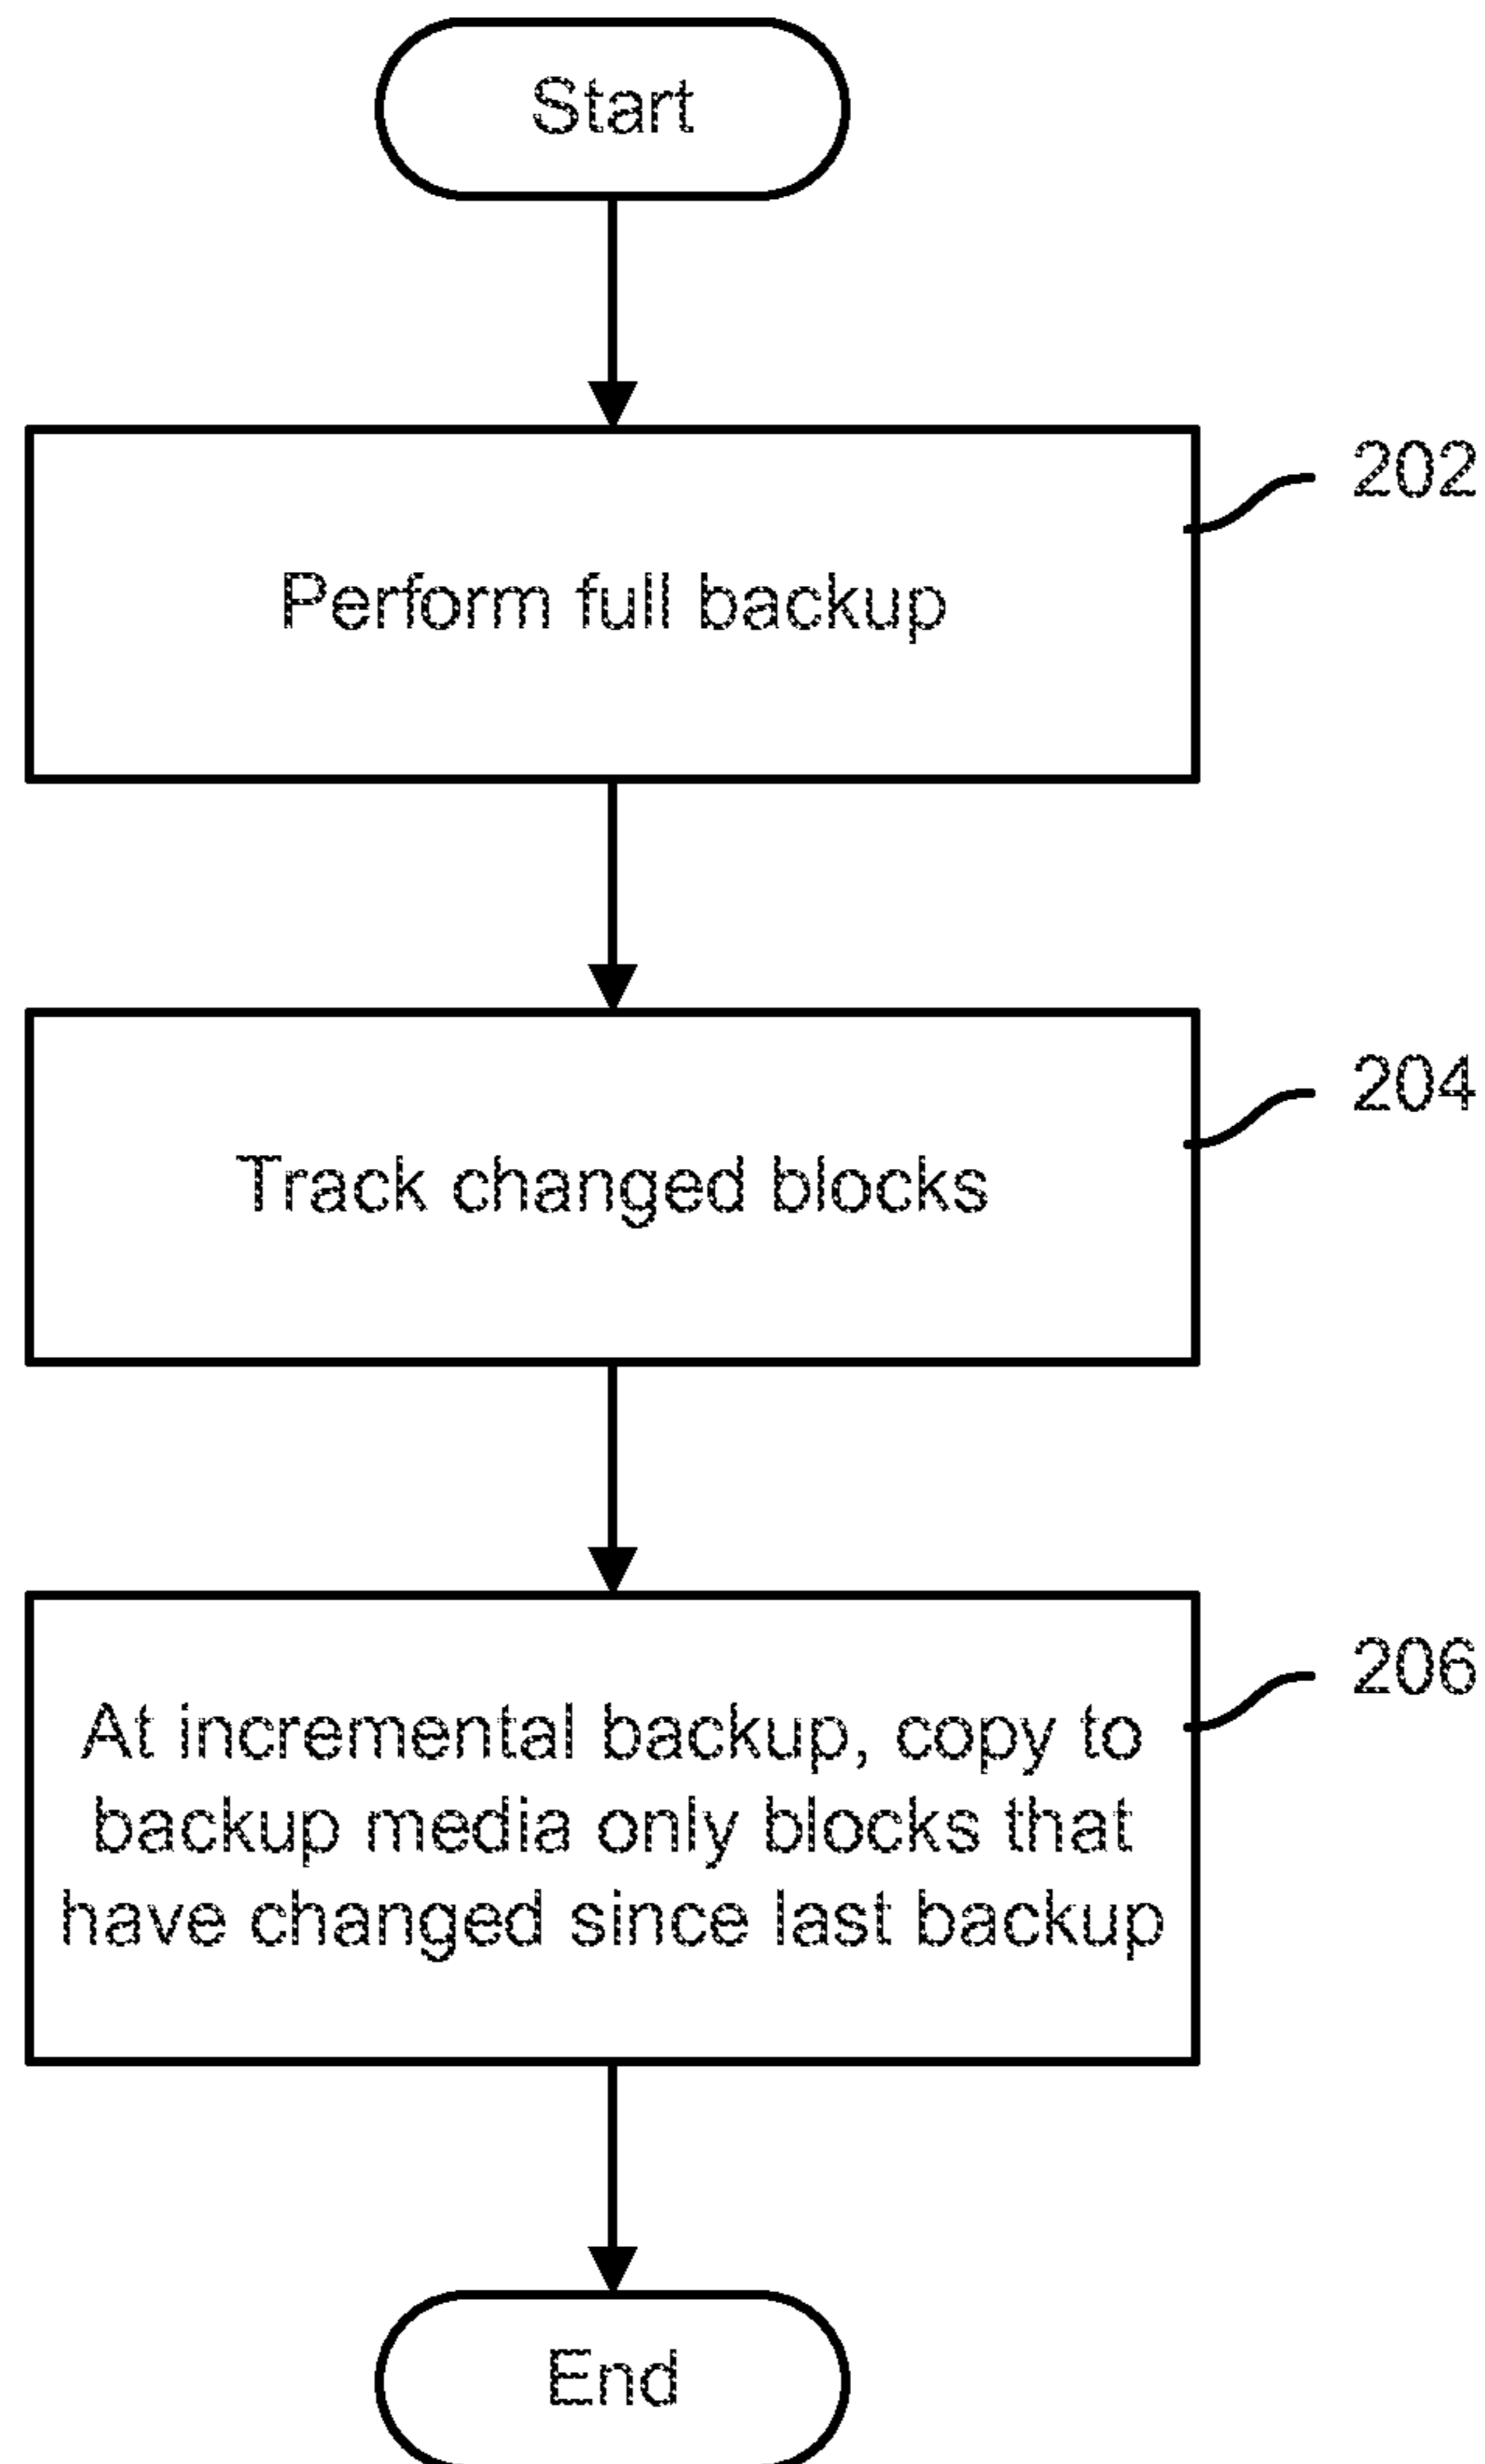 Start
202
Perform full backup
204
Track changed blocks
206
At incremental backup, copy to
backup media only blocks that
have changed since last backup
End